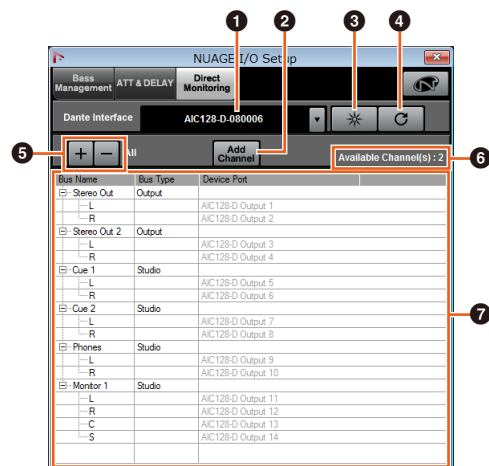 1 2 3 4
NUAGE I/O Setup
Bass Management ATT & DELAY Direct Monitoring
Dante Interface AIC128-D-080006
5 + − All Add Channel Available Channel(s) : 2 6
Bus Name Bus Type Device Port
Stereo Out Output
L AIC128-D Output 1
R AIC128-D Output 2
Stereo Out 2 Output
L AIC128-D Output 3
R AIC128-D Output 4
Cue 1 Studio
L AIC128-D Output 5
R AIC128-D Output 6
Cue 2 Studio
7
L AIC128-D Output 7
R AIC128-D Output 8
Phones Studio
L AIC128-D Output 9
R AIC128-D Output 10
Monitor 1 Studio
L AIC128-D Output 11
R AIC128-D Output 12
C AIC128-D Output 13
S AIC128-D Output 14